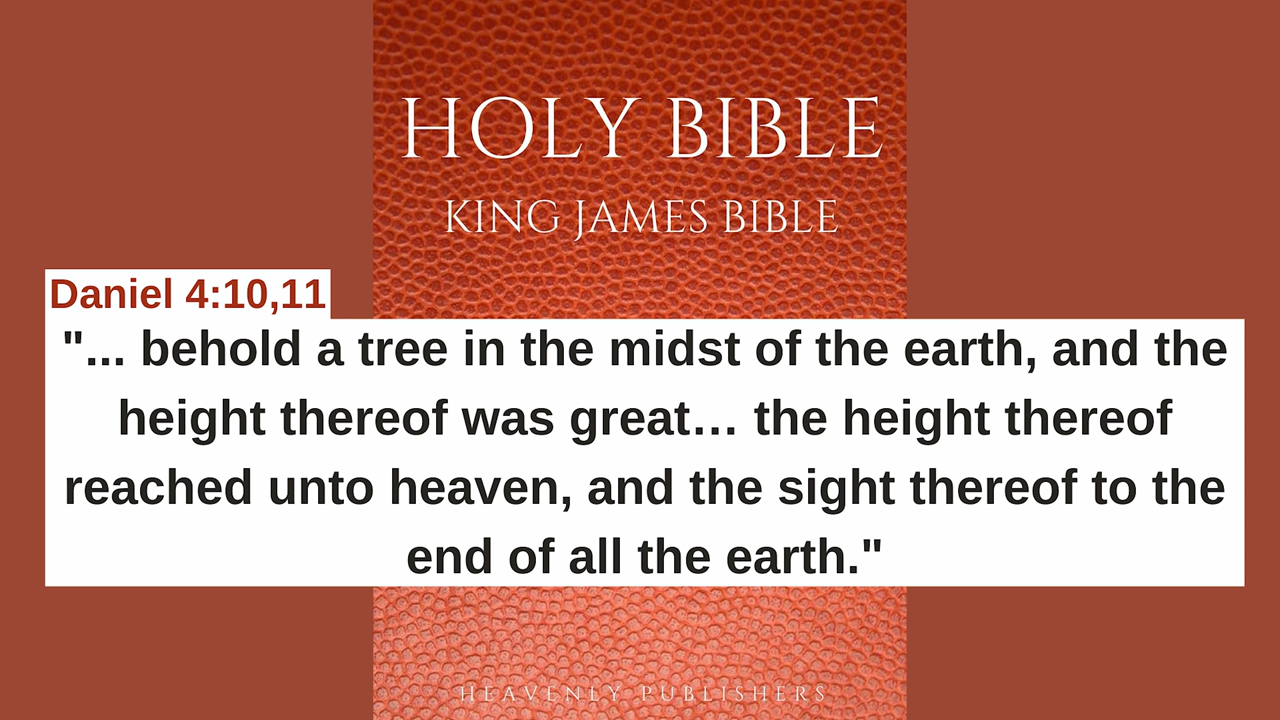 HOLY BIBLE
KING JAMES BIBLE
Daniel 4:10,11
"... behold a tree in the midst of the earth, and the
height thereof was great… the height thereof
reached unto heaven, and the sight thereof to the
end of all the earth."
HEAVENLY PUBLISHERS